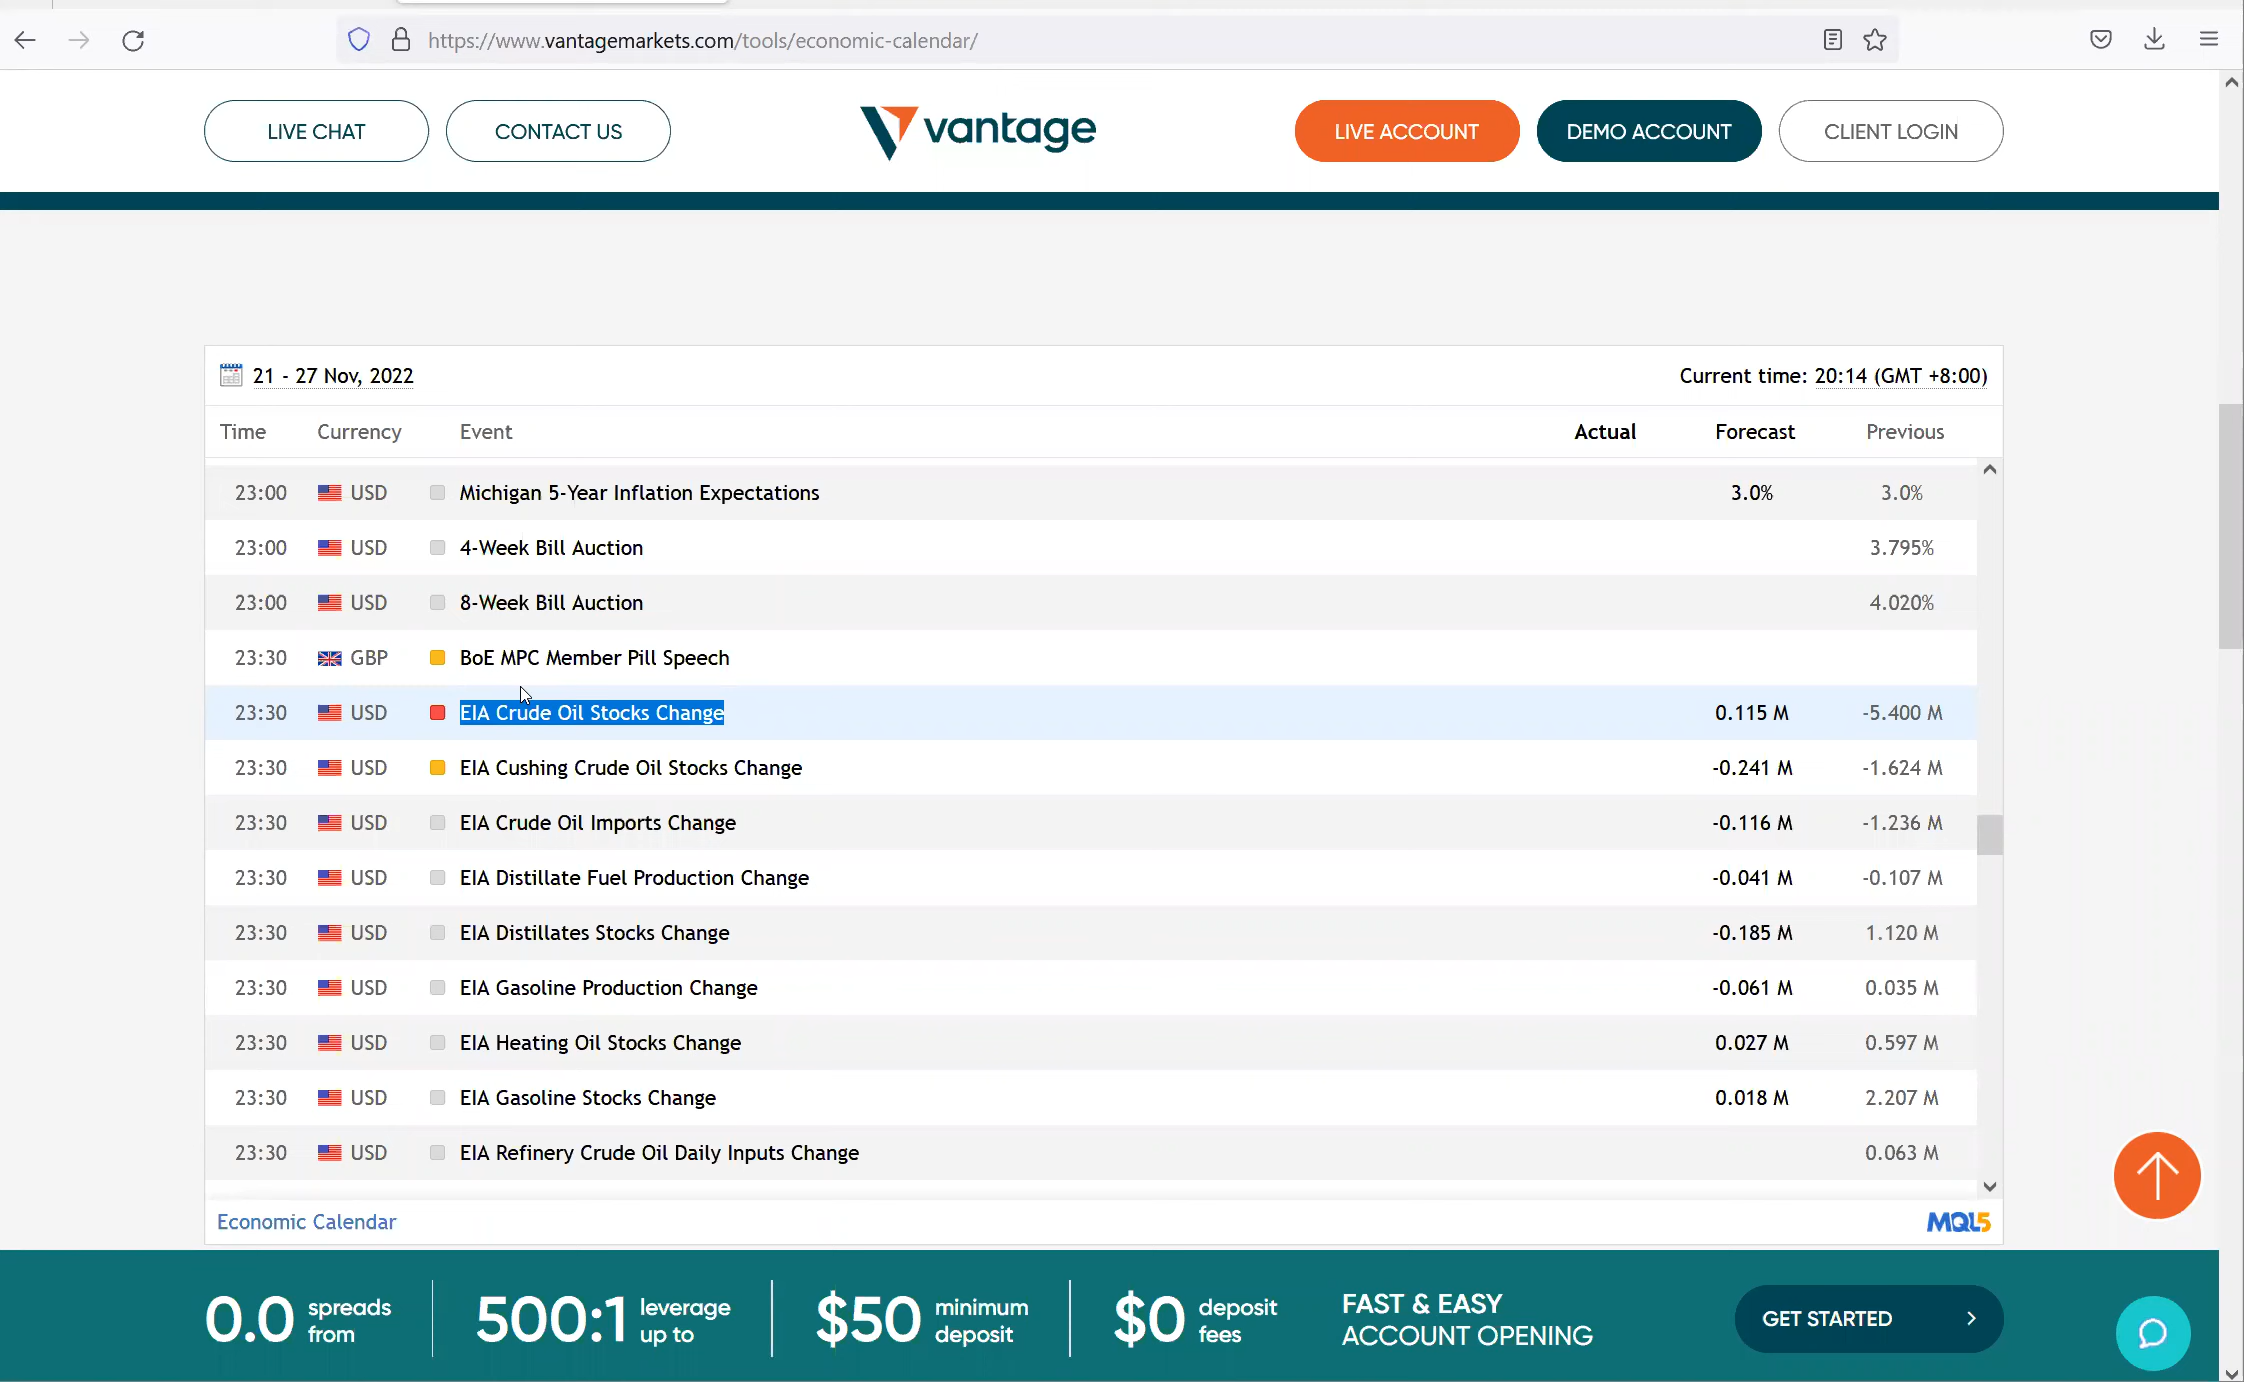 https://www.vantagemarkets.com/tools/economic-calendar/
LIVE CHAT CONTACT US vantage LIVE ACCOUNT DEMO ACCOUNT CLIENT LOGIN
21 - 27 Nov, 2022 Current time: 20:14 (GMT +8:00)
Time Currency Event Actual Forecast Previous
23:00 USD Michigan 5-Year Inflation Expectations 3.0% 3.0%
23:00 USD 4-Week Bill Auction 3.795%
23:00 USD 8-Week Bill Auction 4.020%
23:30 GBP BoE MPC Member Pill Speech
23:30 USD EIA Crude Oil Stocks Change 0.115 M -5.400 M
23:30 USD EIA Cushing Crude Oil Stocks Change -0.241 M -1.624 M
23:30 USD EIA Crude Oil Imports Change -0.116 M -1.236 M
23:30 USD EIA Distillate Fuel Production Change -0.041 M -0.107 M
23:30 USD EIA Distillates Stocks Change -0.185 M 1.120 M
23:30 USD EIA Gasoline Production Change -0.061 M 0.035 M
23:30 USD EIA Heating Oil Stocks Change 0.027 M 0.597 M
23:30 USD EIA Gasoline Stocks Change 0.018 M 2.207 M
23:30 USD EIA Refinery Crude Oil Daily Inputs Change 0.063 M
Economic Calendar MQL5
0.0 spreads from
500:1 leverage up to
$50 minimum deposit
$0 deposit fees
FAST & EASY
ACCOUNT OPENING
GET STARTED